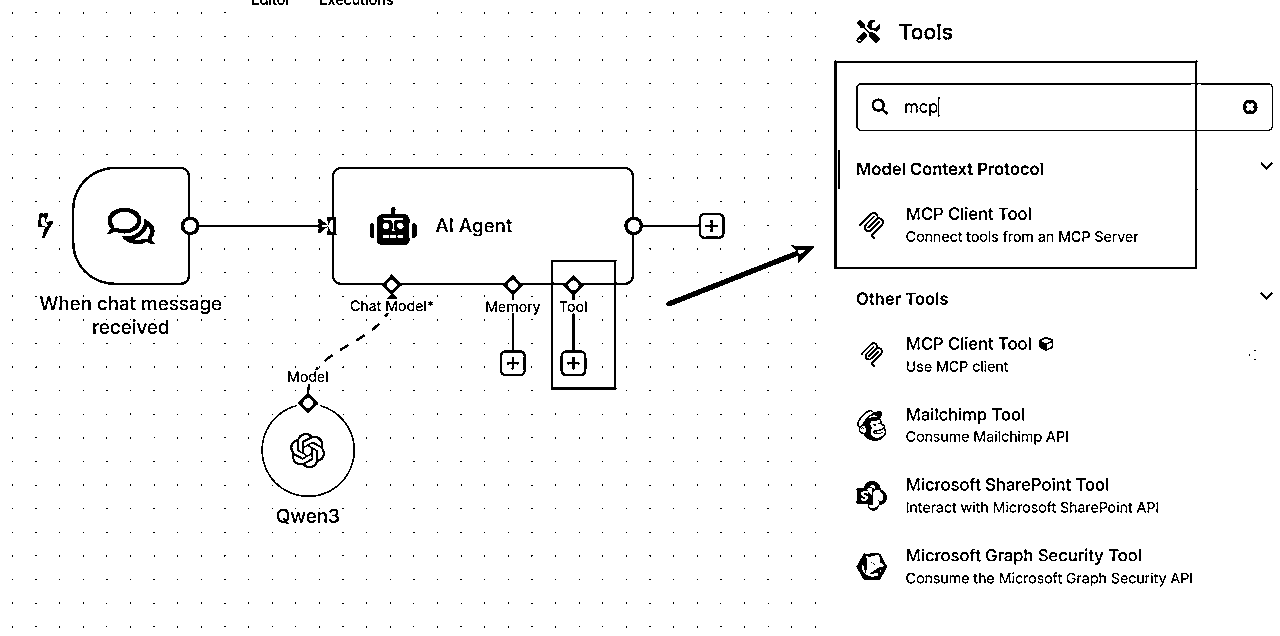 Editor Executions
When chat message
received
AI Agent
Chat Model*
Memory
Tool
Model
Qwen3
Tools
mcp
Model Context Protocol
MCP Client Tool
Connect tools from an MCP Server
Other Tools
MCP Client Tool
Use MCP client
Mailchimp Tool
Consume Mailchimp API
Microsoft SharePoint Tool
Interact with Microsoft SharePoint API
Microsoft Graph Security Tool
Consume the Microsoft Graph Security API